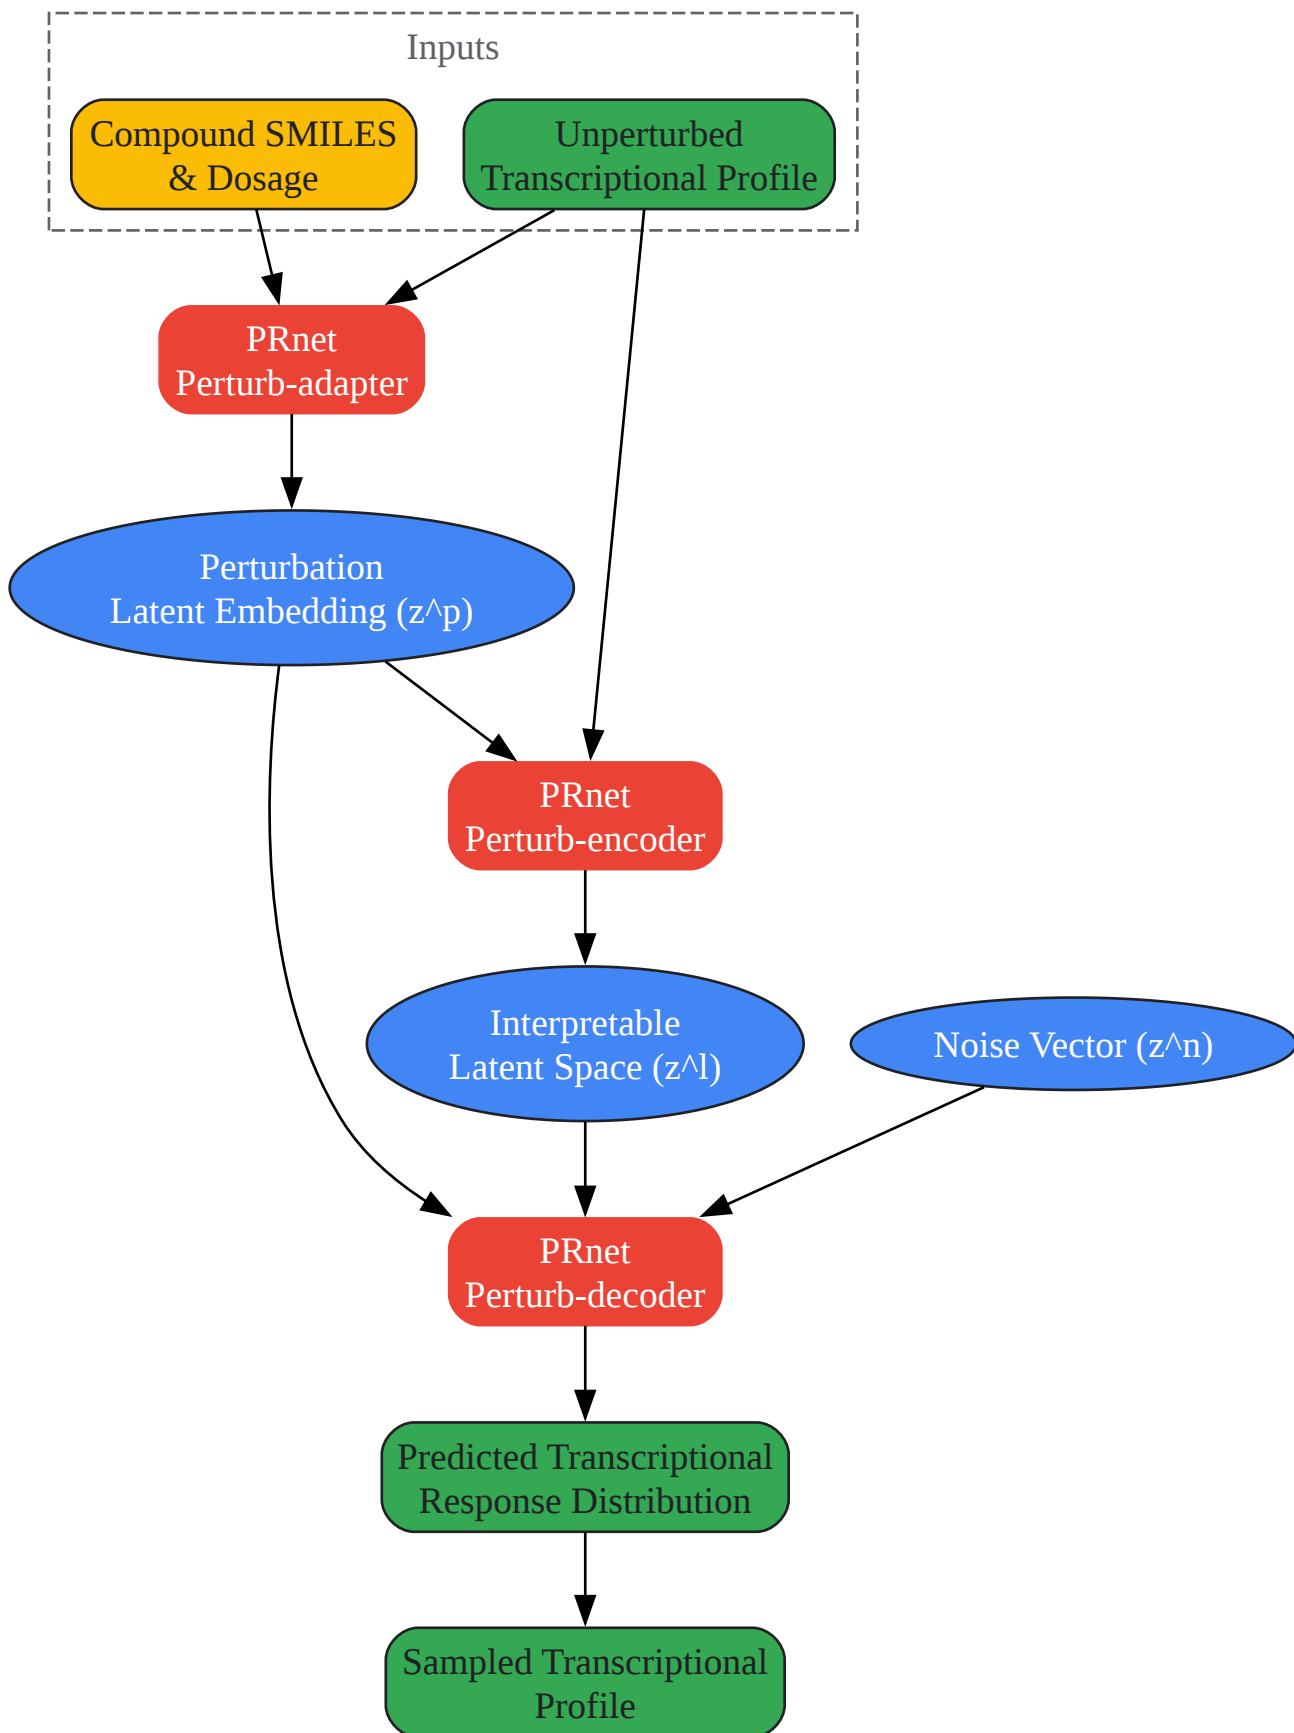 Inputs
Compound SMILES
& Dosage
Unperturbed
Transcriptional Profile
PRnet
Perturb-adapter
Perturbation
Latent Embedding (z^p)
PRnet
Perturb-encoder
Interpretable
Latent Space (z^l)
Noise Vector (z^n)
PRnet
Perturb-decoder
Predicted Transcriptional
Response Distribution
Sampled Transcriptional
Profile